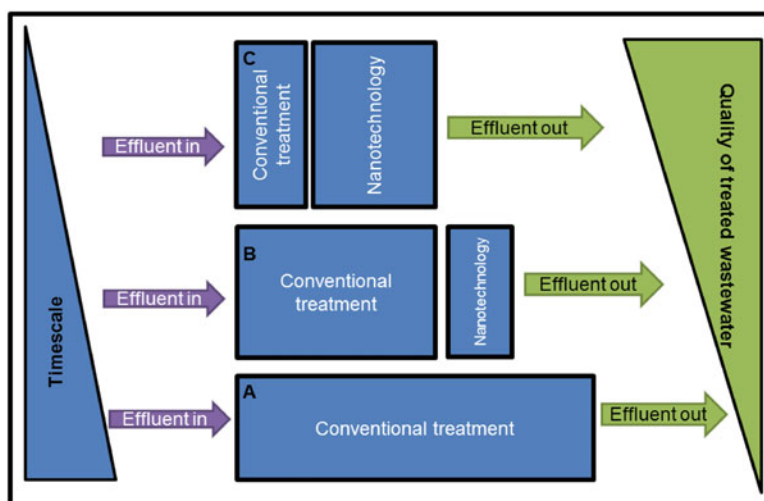 C
Conventional
treatment
Nanotechnology
Effluent in
Effluent out
B
Conventional
treatment
Nanotechnology
Effluent in
Effluent out
A
Conventional treatment
Effluent in
Effluent out
Timescale
Quality of treated wastewater